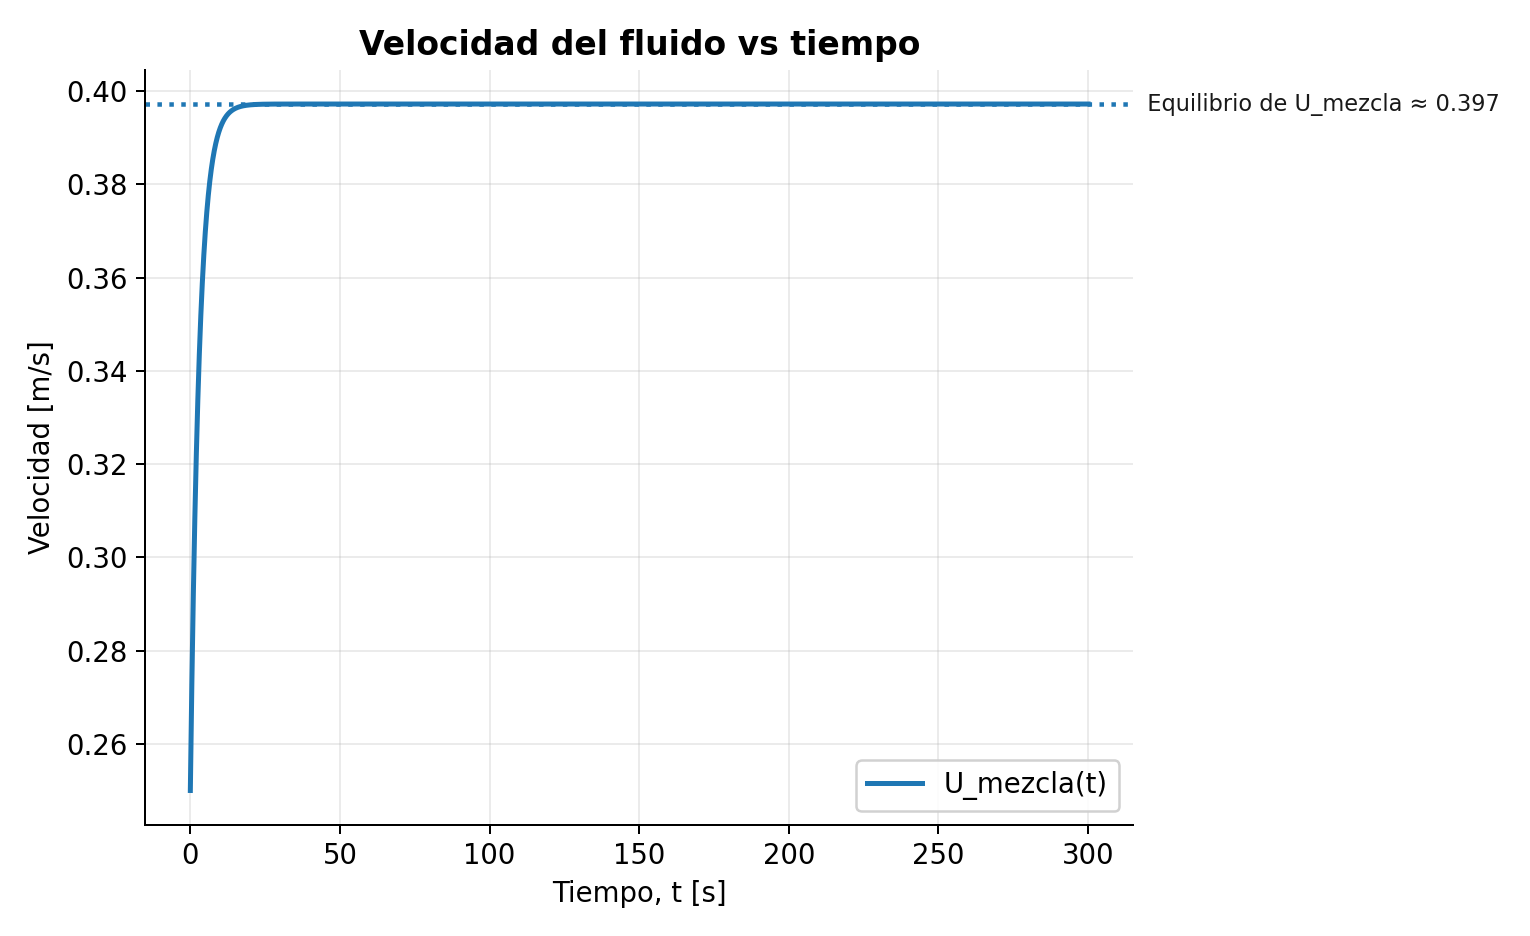 Velocidad del fluido vs tiempo
0.40
0.38
0.36
0.34
0.32
0.30
0.28
0.26
Velocidad [m/s]
Equilibrio de U_mezcla ≈ 0.397
U_mezcla(t)
0 50 100 150 200 250 300
Tiempo, t [s]